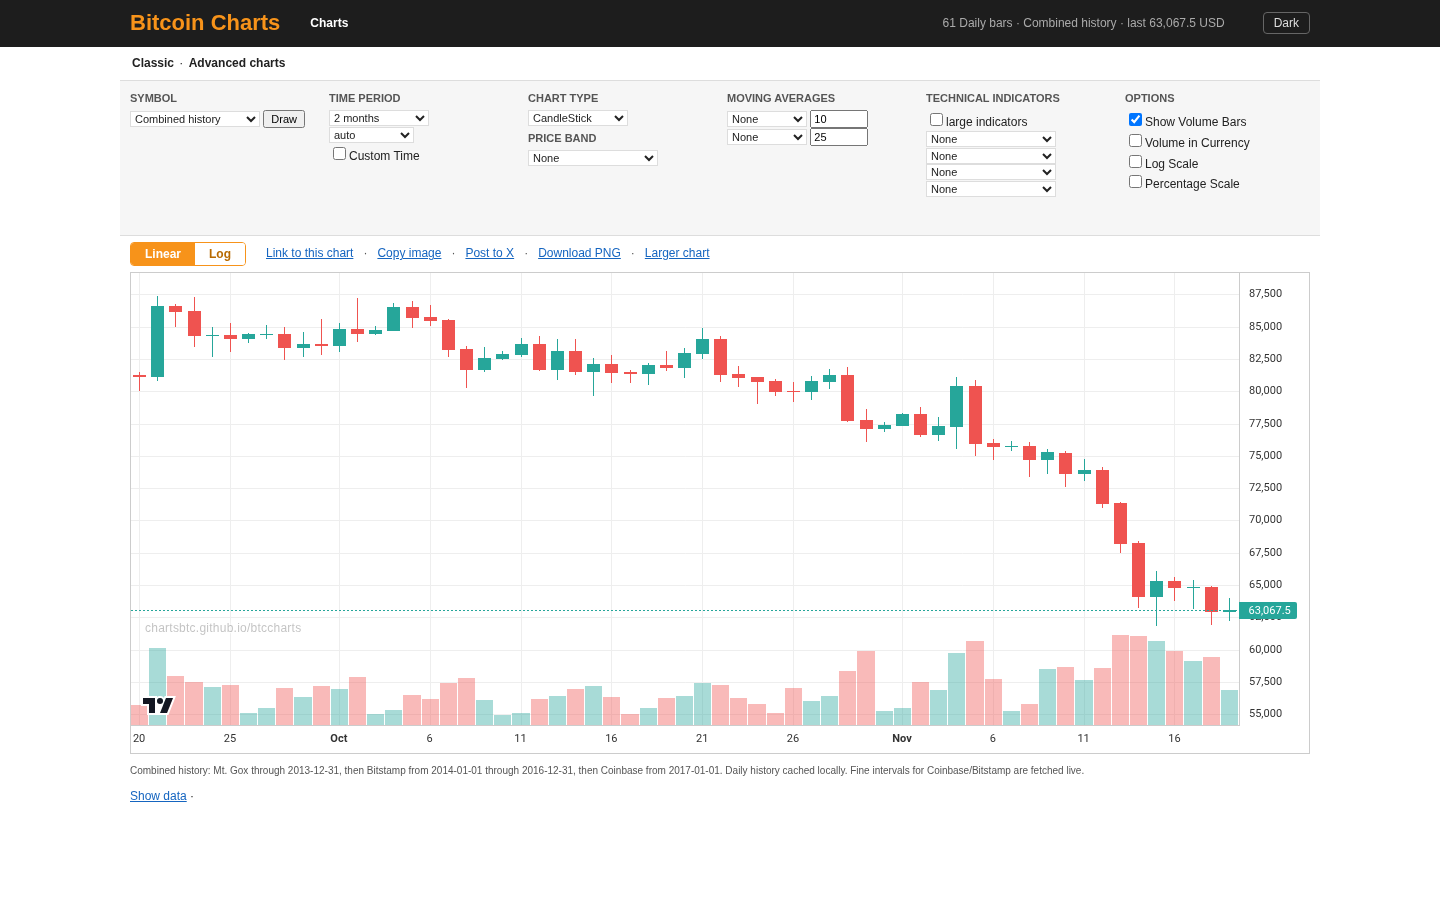 Bitcoin Charts
Charts
61 Daily bars · Combined history · last 63,067.5 USD
Dark
Classic · Advanced charts
SYMBOL
Combined history
Draw
TIME PERIOD
2 months
auto
Custom Time
CHART TYPE
CandleStick
PRICE BAND
None
MOVING AVERAGES
None 10
None 25
TECHNICAL INDICATORS
large indicators
None
None
None
None
OPTIONS
Show Volume Bars
Volume in Currency
Log Scale
Percentage Scale
Linear Log
Link to this chart · Copy image · Post to X · Download PNG · Larger chart
87,500
85,000
82,500
80,000
77,500
75,000
72,500
70,000
67,500
65,000
63,067.5
60,000
57,500
55,000
chartsbtc.github.io/btccharts
20 25 Oct 6 11 16 21 26 Nov 6 11 16
Combined history: Mt. Gox through 2013-12-31, then Bitstamp from 2014-01-01 through 2016-12-31, then Coinbase from 2017-01-01. Daily history cached locally. Fine intervals for Coinbase/Bitstamp are fetched live.
Show data ·